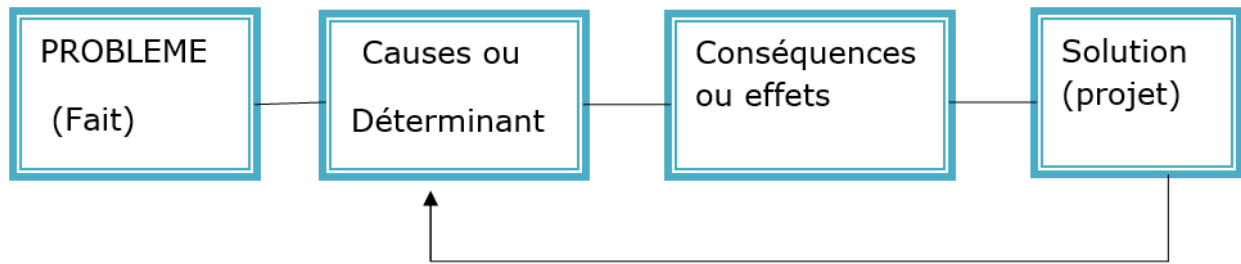 PROBLEME
(Fait)
Causes ou
Déterminant
Conséquences
ou effets
Solution
(projet)